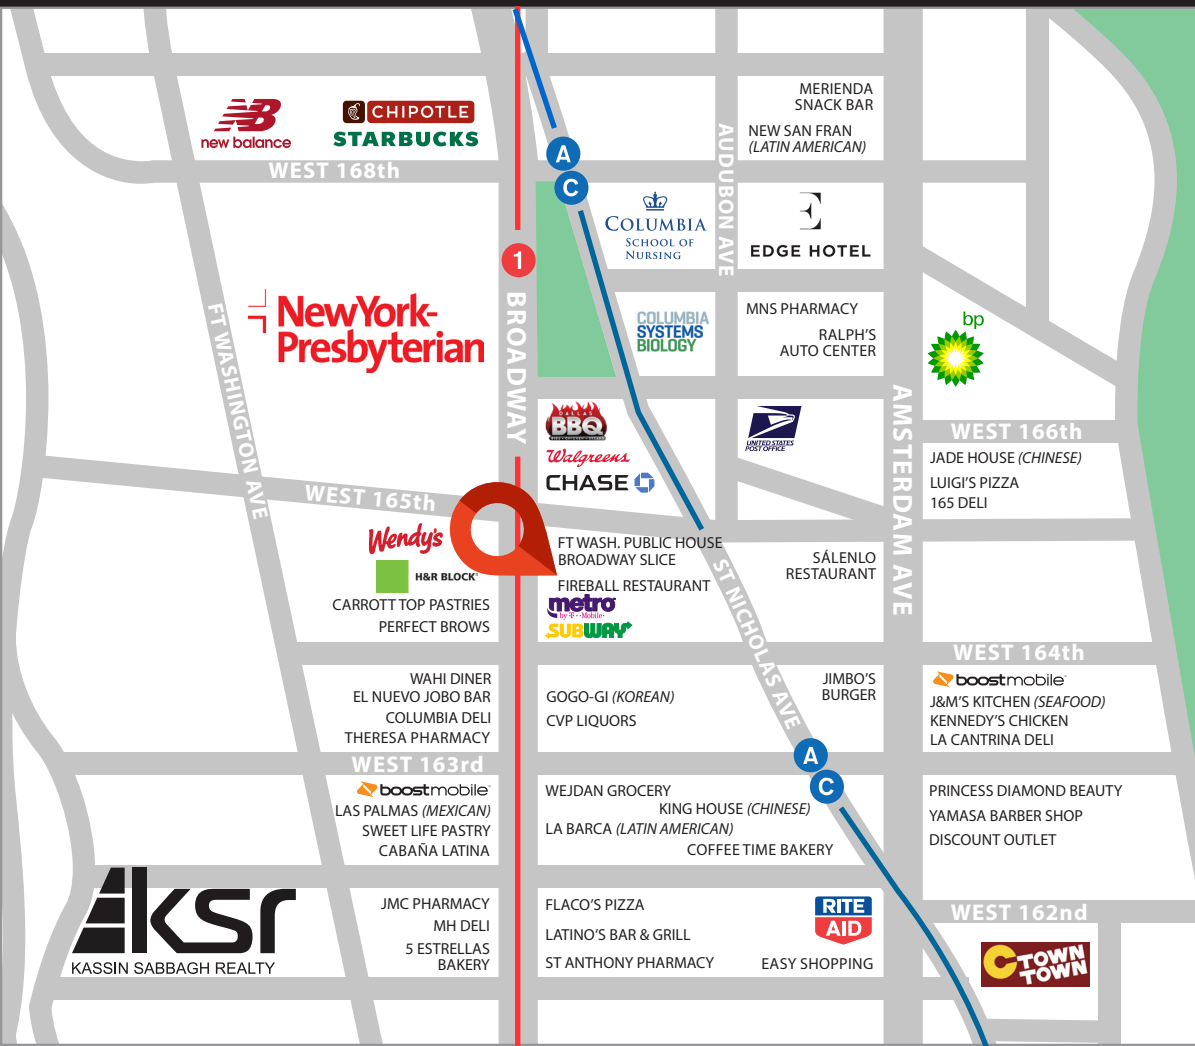 MERIENDA
SNACK BAR
NB
new balance
CHIPOTLE
STARBUCKS
NEW SAN FRAN
(LATIN AMERICAN)
AUDUBON AVE
WEST 168th
A
C
COLUMBIA
SCHOOL OF
NURSING
E
EDGE HOTEL
1
BROADWAY
NewYork-
Presbyterian
FT WASHINGTON AVE
COLUMBIA
SYSTEMS
BIOLOGY
MNS PHARMACY
RALPH'S
AUTO CENTER
bp
AMSTERDAM AVE
DALLAS
BBQ
Walgreens
CHASE
UNITED STATES
POST OFFICE
WEST 166th
JADE HOUSE (CHINESE)
LUIGI'S PIZZA
165 DELI
WEST 165th
Wendy's
H&R BLOCK
CARROTT TOP PASTRIES
PERFECT BROWS
FT WASH. PUBLIC HOUSE
BROADWAY SLICE
FIREBALL RESTAURANT
metro
by T-Mobile
SUBWAY
ST NICHOLAS AVE
SÁLENLO
RESTAURANT
WEST 164th
WAHI DINER
EL NUEVO JOBO BAR
COLUMBIA DELI
THERESA PHARMACY
GOGO-GI (KOREAN)
CVP LIQUORS
JIMBO'S
BURGER
boostmobile
J&M'S KITCHEN (SEAFOOD)
KENNEDY'S CHICKEN
LA CANTRINA DELI
WEST 163rd
A
C
boostmobile
LAS PALMAS (MEXICAN)
SWEET LIFE PASTRY
CABAÑA LATINA
WEJDAN GROCERY
KING HOUSE (CHINESE)
LA BARCA (LATIN AMERICAN)
COFFEE TIME BAKERY
PRINCESS DIAMOND BEAUTY
YAMASA BARBER SHOP
DISCOUNT OUTLET
ksr
KASSIN SABBAGH REALTY
JMC PHARMACY
MH DELI
5 ESTRELLAS
BAKERY
FLACO'S PIZZA
LATINO'S BAR & GRILL
ST ANTHONY PHARMACY
RITE
AID
EASY SHOPPING
WEST 162nd
C TOWN
TOWN